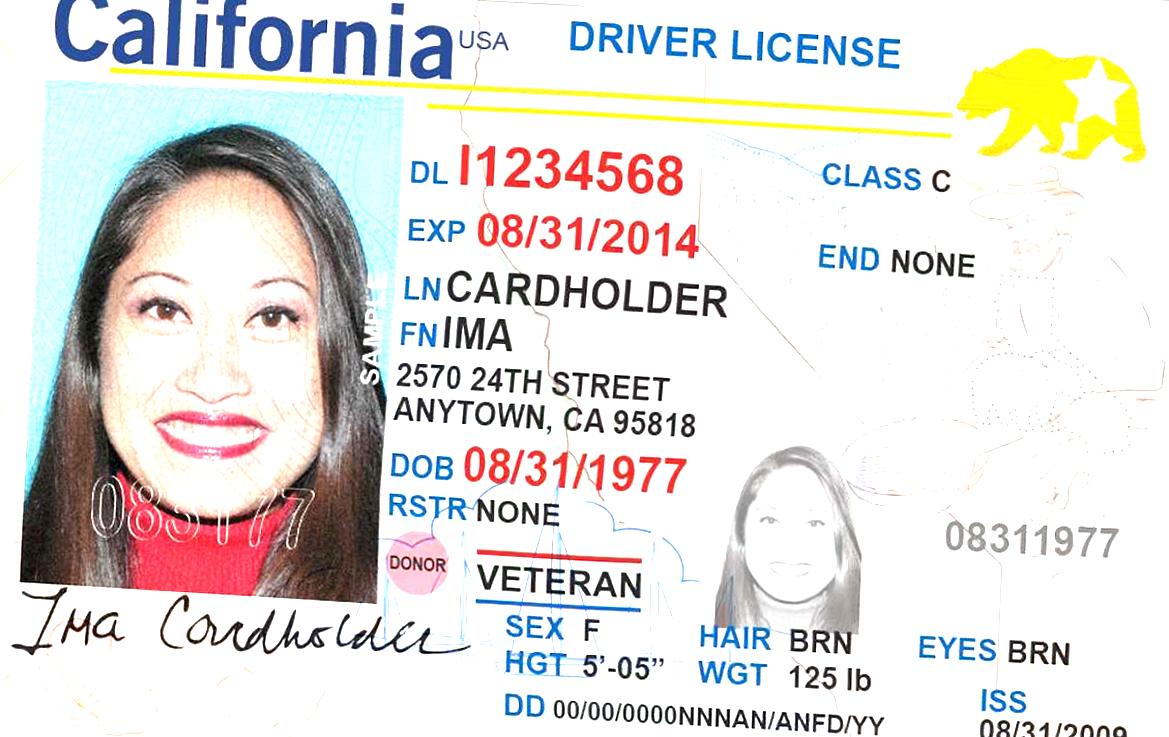 California USA DRIVER LICENSE
DL I1234568 CLASS C
EXP 08/31/2014
END NONE
LN CARDHOLDER
FN IMA
SAMPLE
2570 24TH STREET
ANYTOWN, CA 95818
DOB 08/31/1977
RSTR NONE
083177
08311977
DONOR
VETERAN
Ima Cardholder
SEX F HAIR BRN EYES BRN
HGT 5'-05" WGT 125 lb
ISS
DD 00/00/0000NNNAN/ANFD/YY 08/31/2009